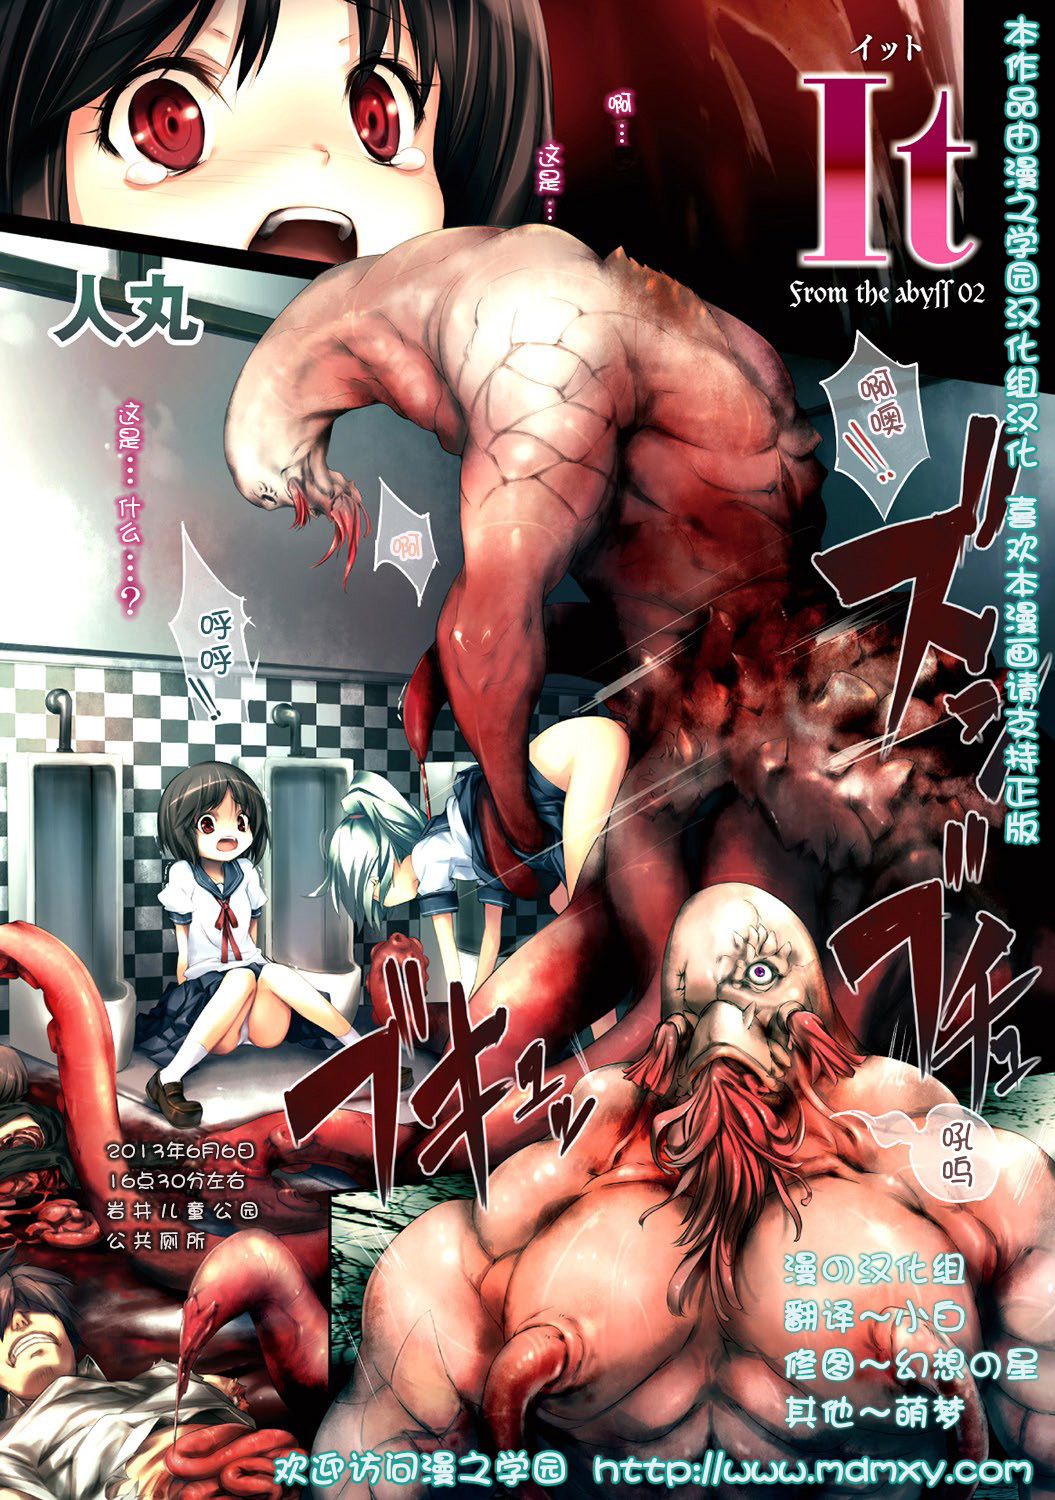 イット
It
From the abyss 02
人丸
啊…
这是…
啊噢!!!
啊
这是…什么…?
呼呼!!
ズンッ
ブチュ
ブキュッ
吼呜
2013年6月6日
16点30分左右
岩井儿童公园
公共厕所
本作品由漫之学园汉化组汉化 喜欢本漫画请支持正版
漫の汉化组
翻译～小白
修图～幻想の星
其他～萌梦
欢迎访问漫之学园 http://www.mdmxy.com